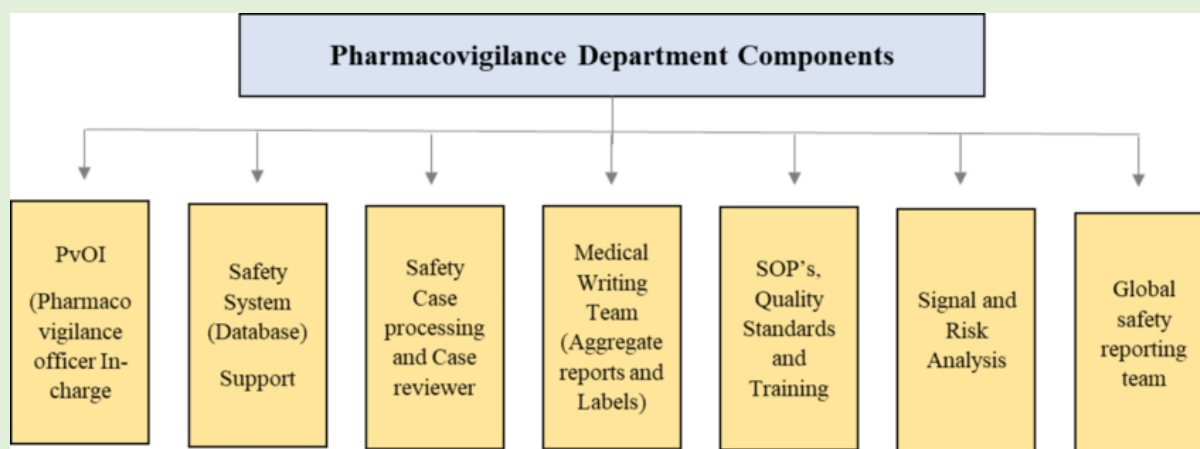 Pharmacovigilance Department Components
PvOI
(Pharmaco
vigilance
officer In-
charge
Safety
System
(Database)
Support
Safety
Case
processing
and Case
reviewer
Medical
Writing
Team
(Aggregate
reports and
Labels)
SOP’s,
Quality
Standards
and
Training
Signal and
Risk
Analysis
Global
safety
reporting
team